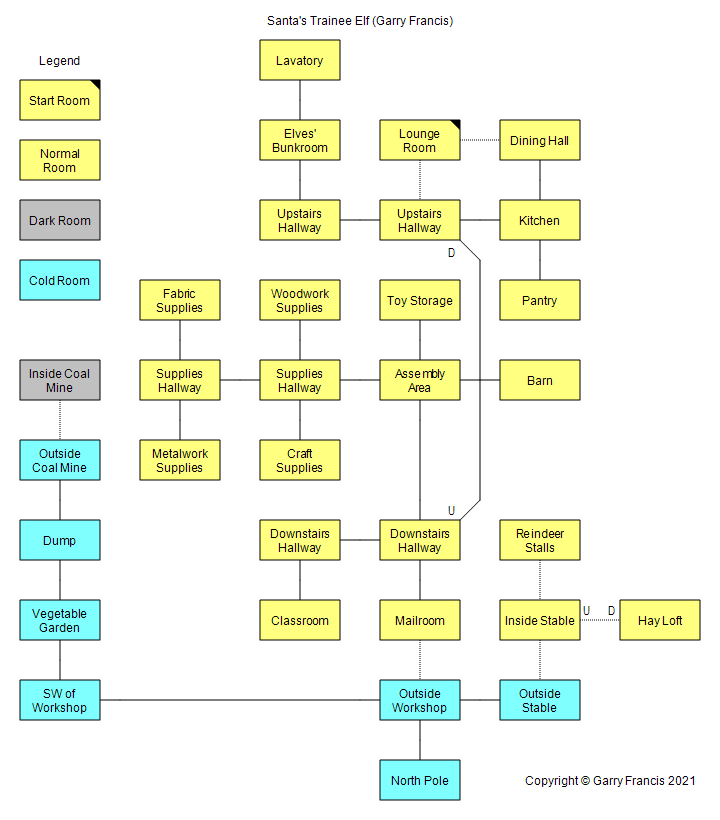 Santa's Trainee Elf (Garry Francis)
Legend
Start Room
Normal
Room
Dark Room
Cold Room
Lavatory
Elves'
Bunkroom
Lounge
Room
Dining Hall
Upstairs
Hallway
Upstairs
Hallway
Kitchen
D
Fabric
Supplies
Woodwork
Supplies
Toy Storage
Pantry
Inside Coal
Mine
Supplies
Hallway
Supplies
Hallway
Assembly
Area
Barn
Outside
Coal Mine
Metalwork
Supplies
Craft
Supplies
U
Dump
Downstairs
Hallway
Downstairs
Hallway
Reindeer
Stalls
Vegetable
Garden
Classroom
Mailroom
Inside Stable
U
D
Hay Loft
SW of
Workshop
Outside
Workshop
Outside
Stable
North Pole
Copyright © Garry Francis 2021